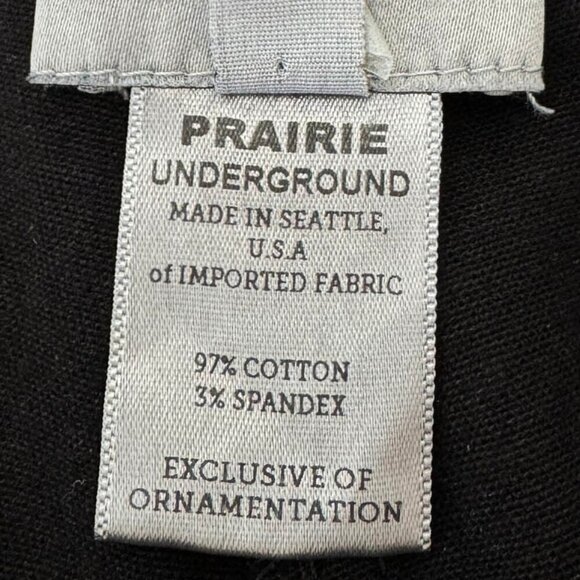 PRAIRIE
UNDERGROUND
MADE IN SEATTLE,
U.S.A
of IMPORTED FABRIC
97% COTTON
3% SPANDEX
EXCLUSIVE OF
ORNAMENTATION